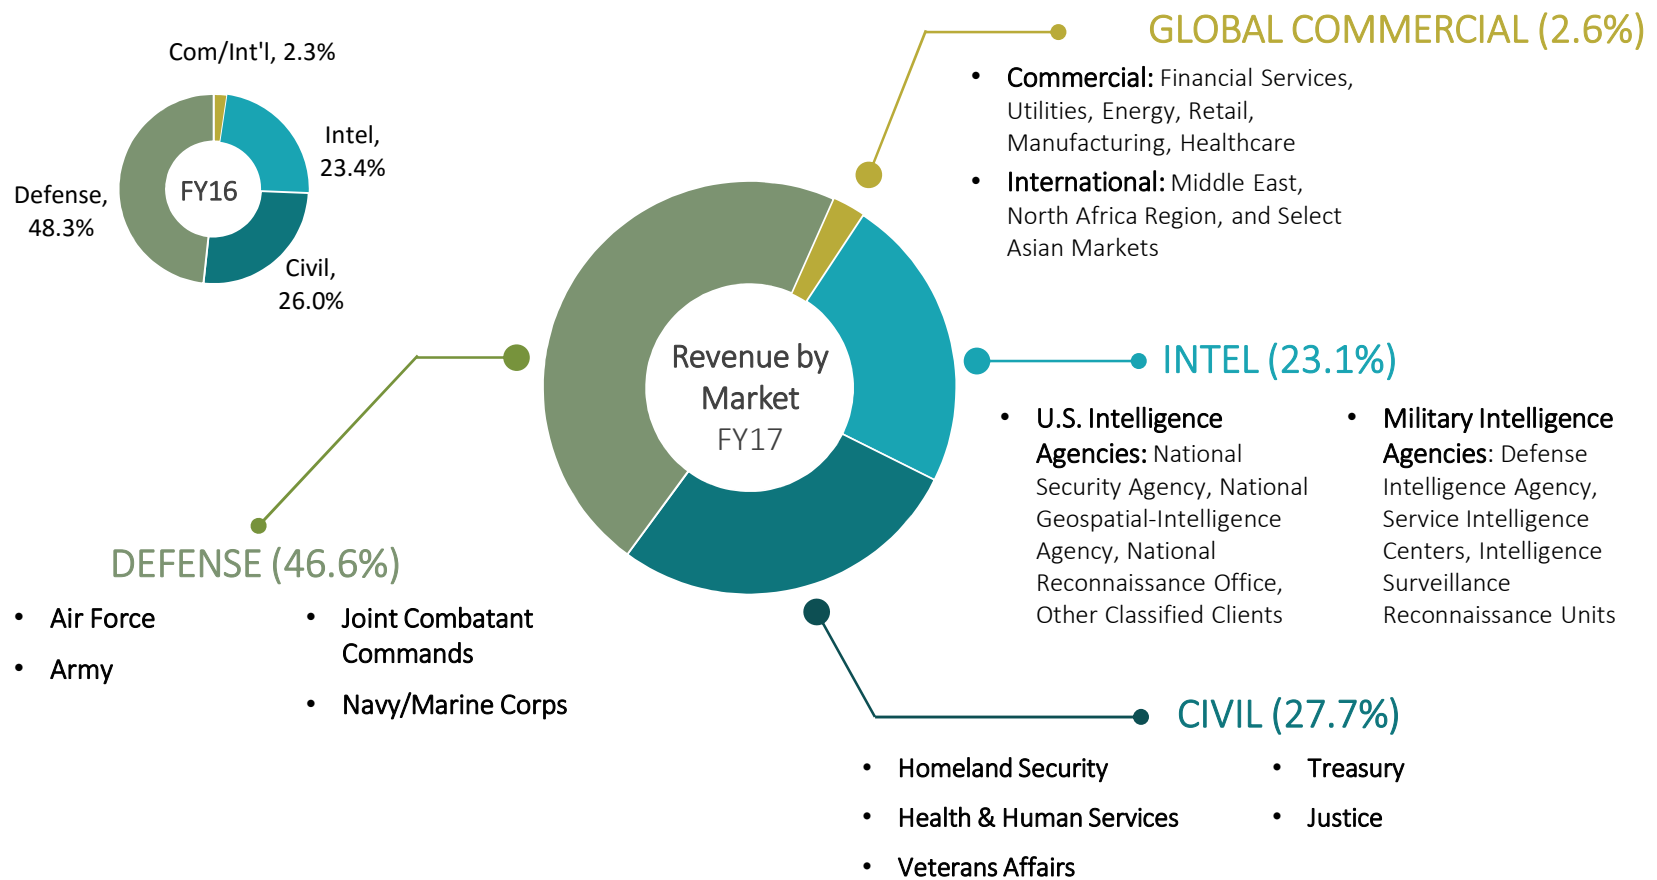 Com/Int'l, 2.3%
Intel,
23.4%
Defense,
48.3%
FY16
Civil,
26.0%
GLOBAL COMMERCIAL (2.6%)
• Commercial: Financial Services,
Utilities, Energy, Retail,
Manufacturing, Healthcare
• International: Middle East,
North Africa Region, and Select
Asian Markets
Revenue by
Market
FY17
INTEL (23.1%)
• U.S. Intelligence
Agencies: National
Security Agency, National
Geospatial-Intelligence
Agency, National
Reconnaissance Office,
Other Classified Clients
• Military Intelligence
Agencies: Defense
Intelligence Agency,
Service Intelligence
Centers, Intelligence
Surveillance
Reconnaissance Units
DEFENSE (46.6%)
• Air Force
• Army
• Joint Combatant
Commands
• Navy/Marine Corps
CIVIL (27.7%)
• Homeland Security
• Health & Human Services
• Veterans Affairs
• Treasury
• Justice